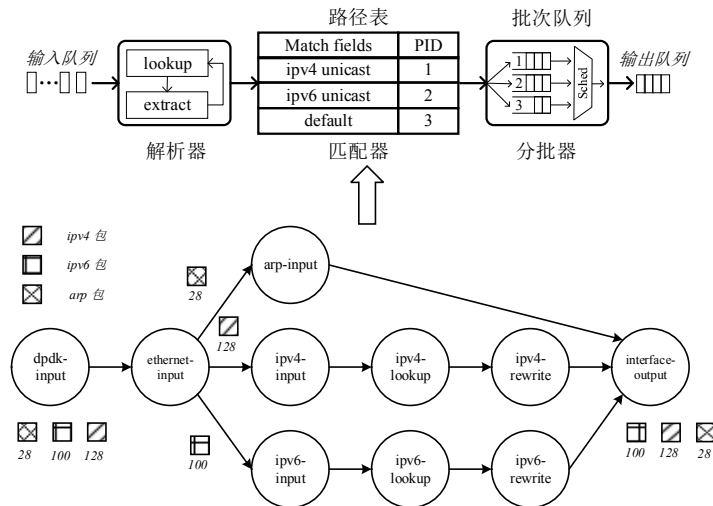 路径表
批次队列
输入队列
lookup
extract
解析器
Match fields PID
ipv4 unicast 1
ipv6 unicast 2
default 3
匹配器
1
2
3
Sched
分批器
输出队列
ipv4 包
ipv6 包
arp 包
28
128
100
arp-input
dpdk-
input
ethernet-
input
ipv4-
input
ipv4-
lookup
ipv4-
rewrite
interface-
output
28 100 128
100 128 28
ipv6-
input
ipv6-
lookup
ipv6-
rewrite